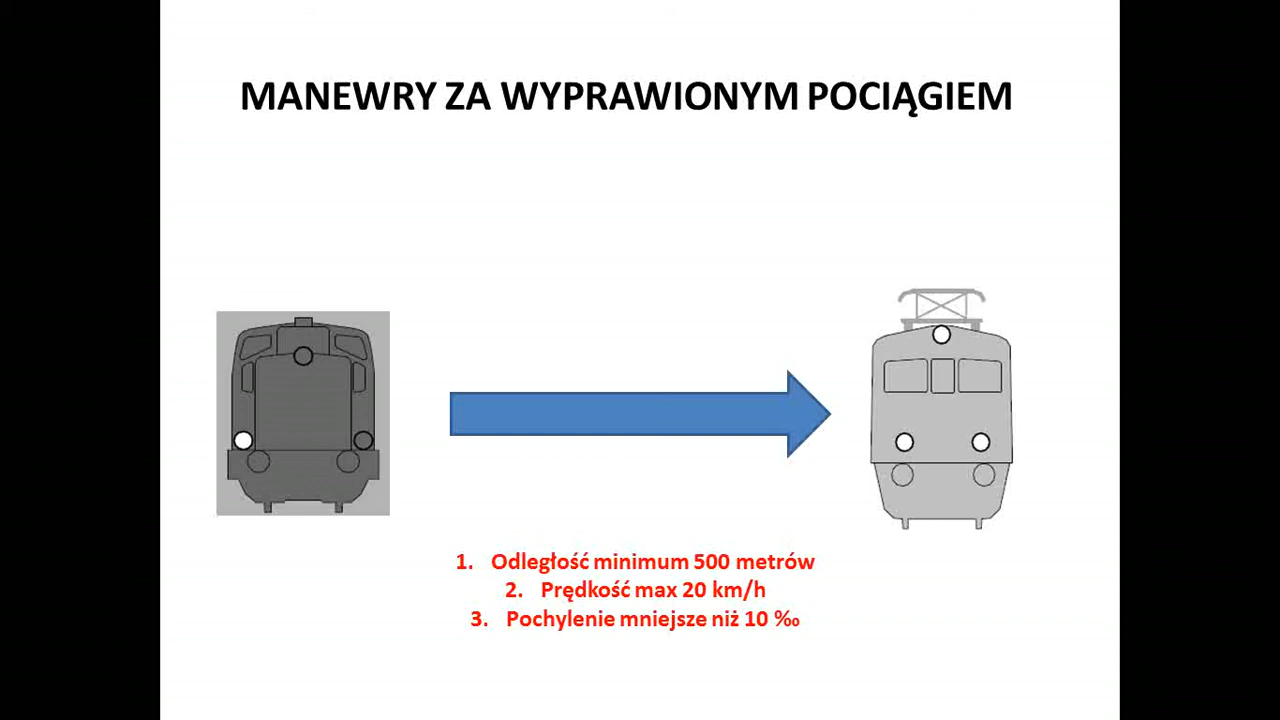 MANEWRY ZA WYPRAWIONYM POCIĄGIEM
1. Odległość minimum 500 metrów
2. Prędkość max 20 km/h
3. Pochylenie mniejsze niż 10 ‰